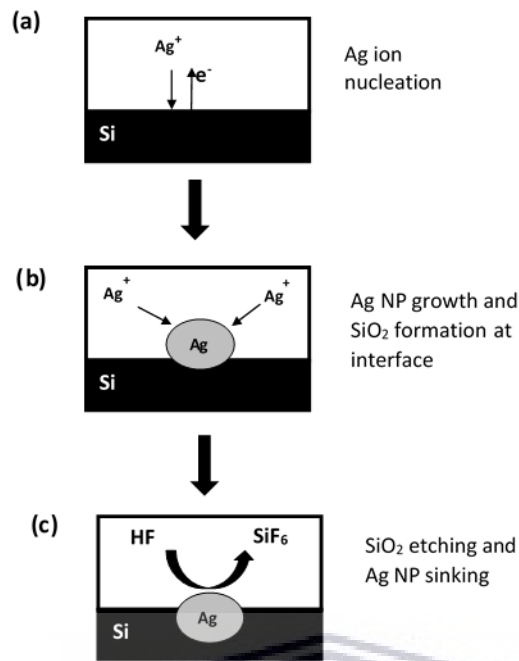 (a)
Ag⁺
e⁻
Si
Ag ion
nucleation
(b)
Ag⁺
Ag⁺
Ag
Si
Ag NP growth and
SiO₂ formation at
interface
(c)
HF
SiF₆
Ag
Si
SiO₂ etching and
Ag NP sinking